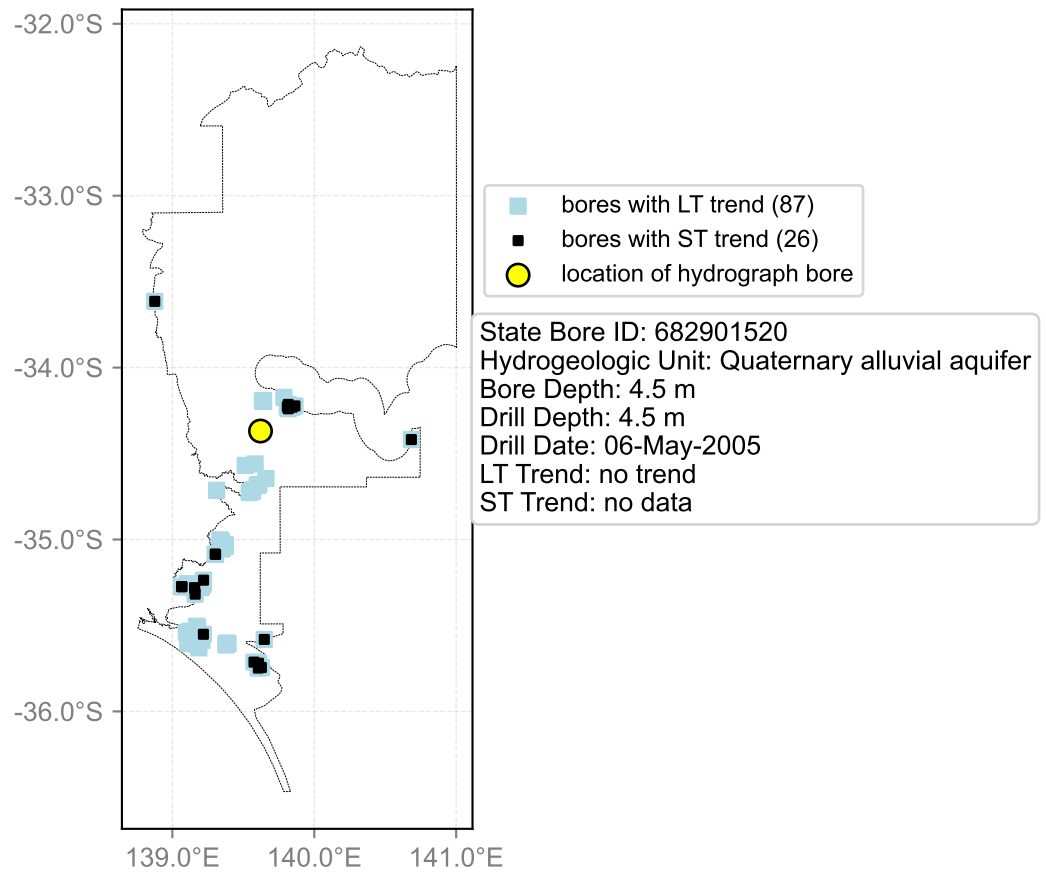 -32.0°S
-33.0°S
-34.0°S
-35.0°S
-36.0°S
139.0°E 140.0°E 141.0°E
bores with LT trend (87)
bores with ST trend (26)
location of hydrograph bore
State Bore ID: 682901520
Hydrogeologic Unit: Quaternary alluvial aquifer
Bore Depth: 4.5 m
Drill Depth: 4.5 m
Drill Date: 06-May-2005
LT Trend: no trend
ST Trend: no data